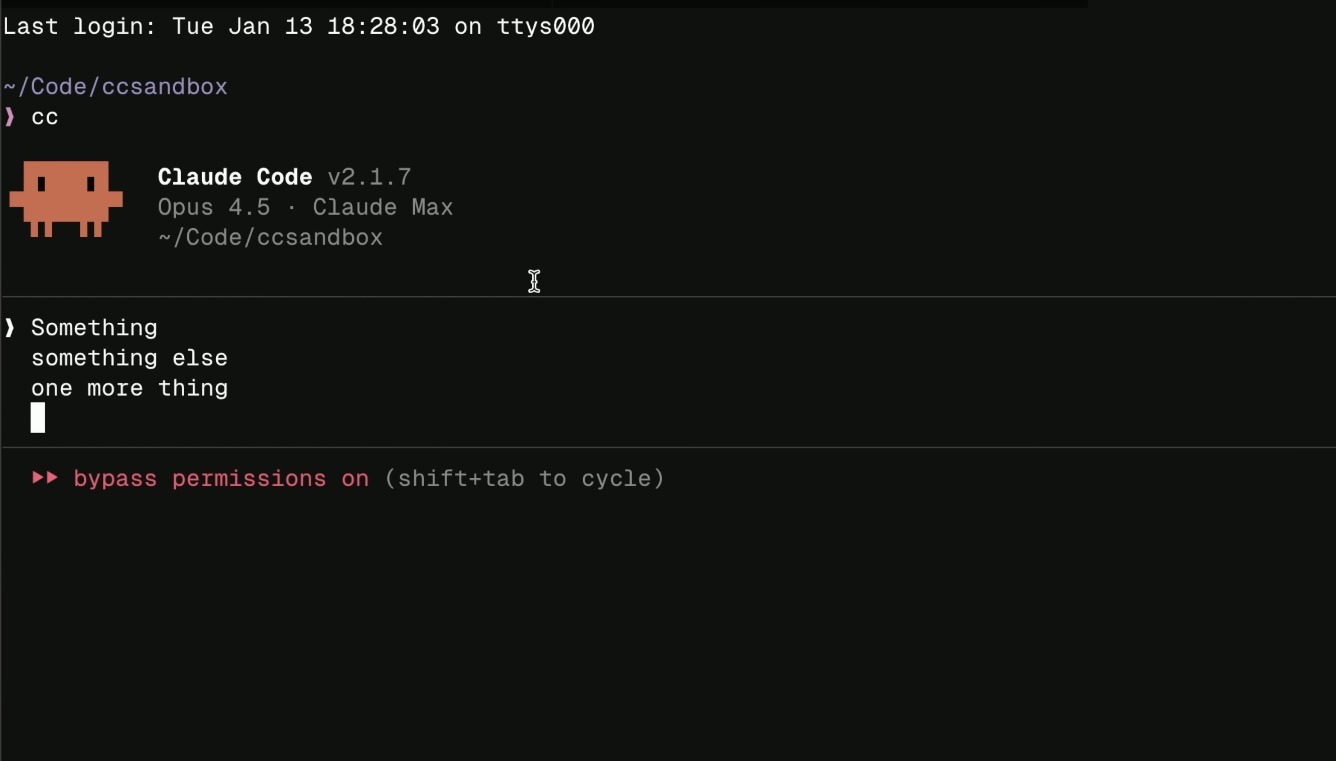 Last login: Tue Jan 13 18:28:03 on ttys000
~/Code/ccsandbox
❯ cc
Claude Code v2.1.7
Opus 4.5 · Claude Max
~/Code/ccsandbox
❯ Something
something else
one more thing
⏵⏵ bypass permissions on (shift+tab to cycle)